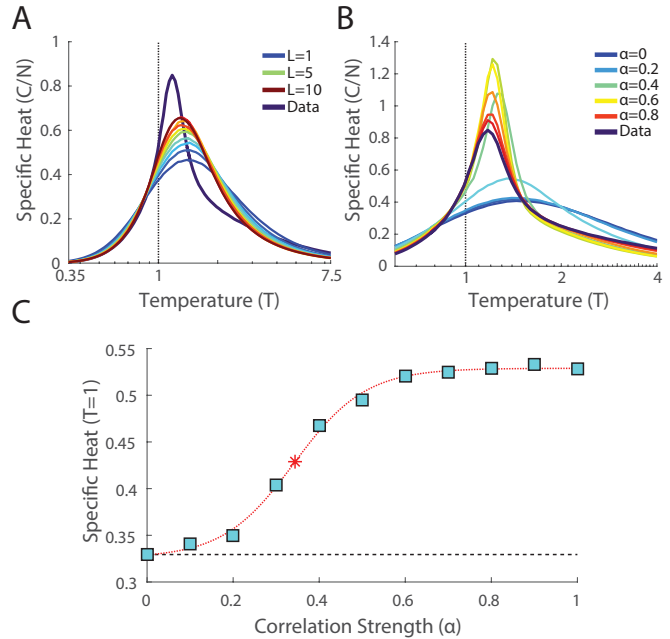 A
Specific Heat (C/N)
1
0.8
0.6
0.4
0.2
0
0.35
1
7.5
Temperature (T)
L=1
L=5
L=10
Data
B
Specific Heat (C/N)
1.4
1.2
1
0.8
0.6
0.4
0.2
0
1
2
4
Temperature (T)
α=0
α=0.2
α=0.4
α=0.6
α=0.8
Data
C
Specific Heat (T=1)
0.55
0.5
0.45
0.4
0.35
0.3
0
0.2
0.4
0.6
0.8
1
Correlation Strength (α)